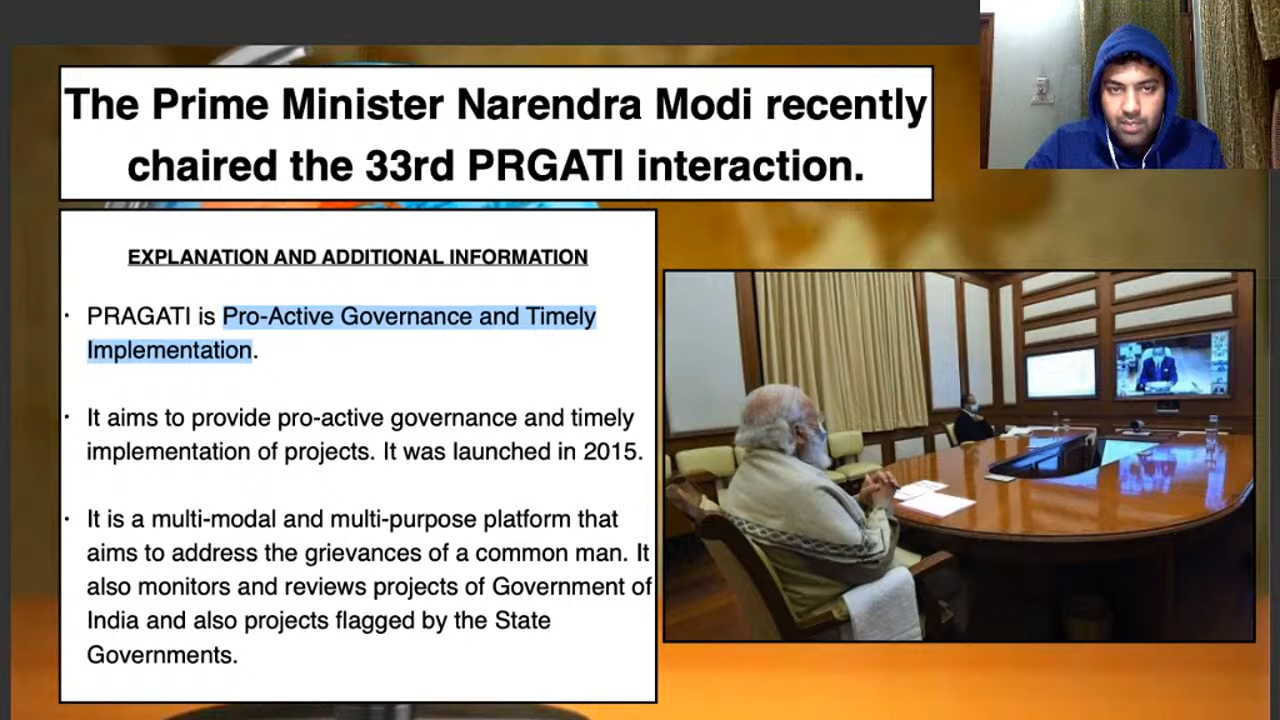 The Prime Minister Narendra Modi recently
chaired the 33rd PRGATI interaction.
EXPLANATION AND ADDITIONAL INFORMATION
· PRAGATI is Pro-Active Governance and Timely
Implementation.
· It aims to provide pro-active governance and timely
implementation of projects. It was launched in 2015.
· It is a multi-modal and multi-purpose platform that
aims to address the grievances of a common man. It
also monitors and reviews projects of Government of
India and also projects flagged by the State
Governments.